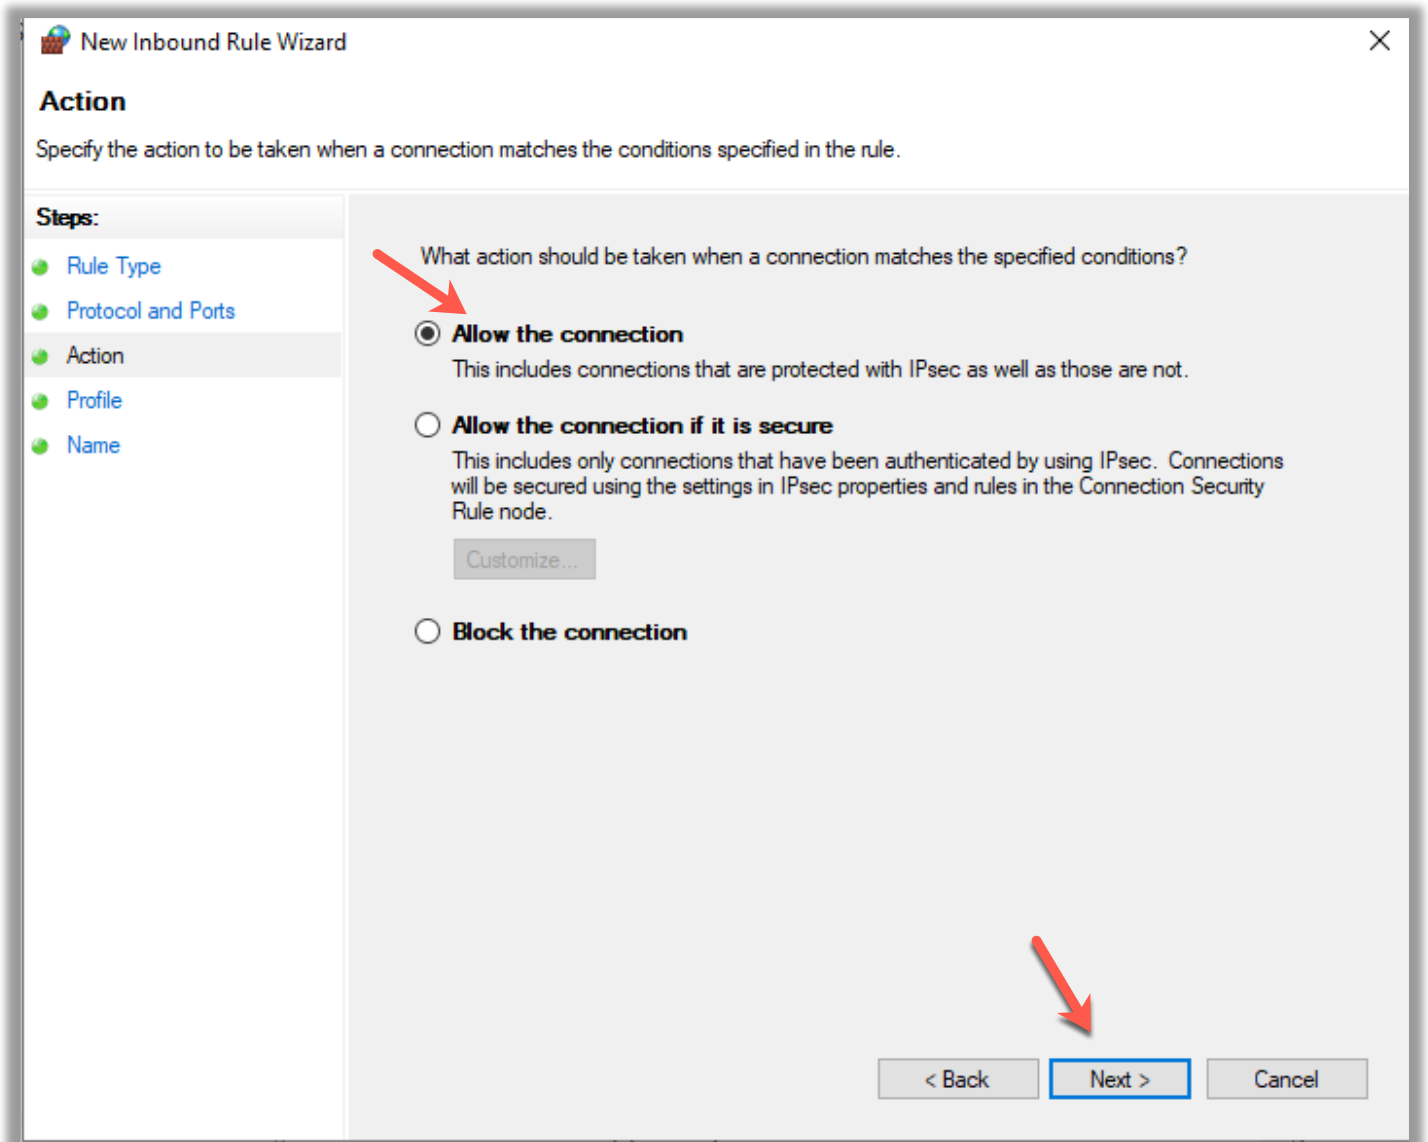 New Inbound Rule Wizard
Action
Specify the action to be taken when a connection matches the conditions specified in the rule.
Steps:
Rule Type
Protocol and Ports
Action
Profile
Name
What action should be taken when a connection matches the specified conditions?
Allow the connection
This includes connections that are protected with IPsec as well as those are not.
Allow the connection if it is secure
This includes only connections that have been authenticated by using IPsec. Connections
will be secured using the settings in IPsec properties and rules in the Connection Security
Rule node.
Customize...
Block the connection
< Back
Next >
Cancel